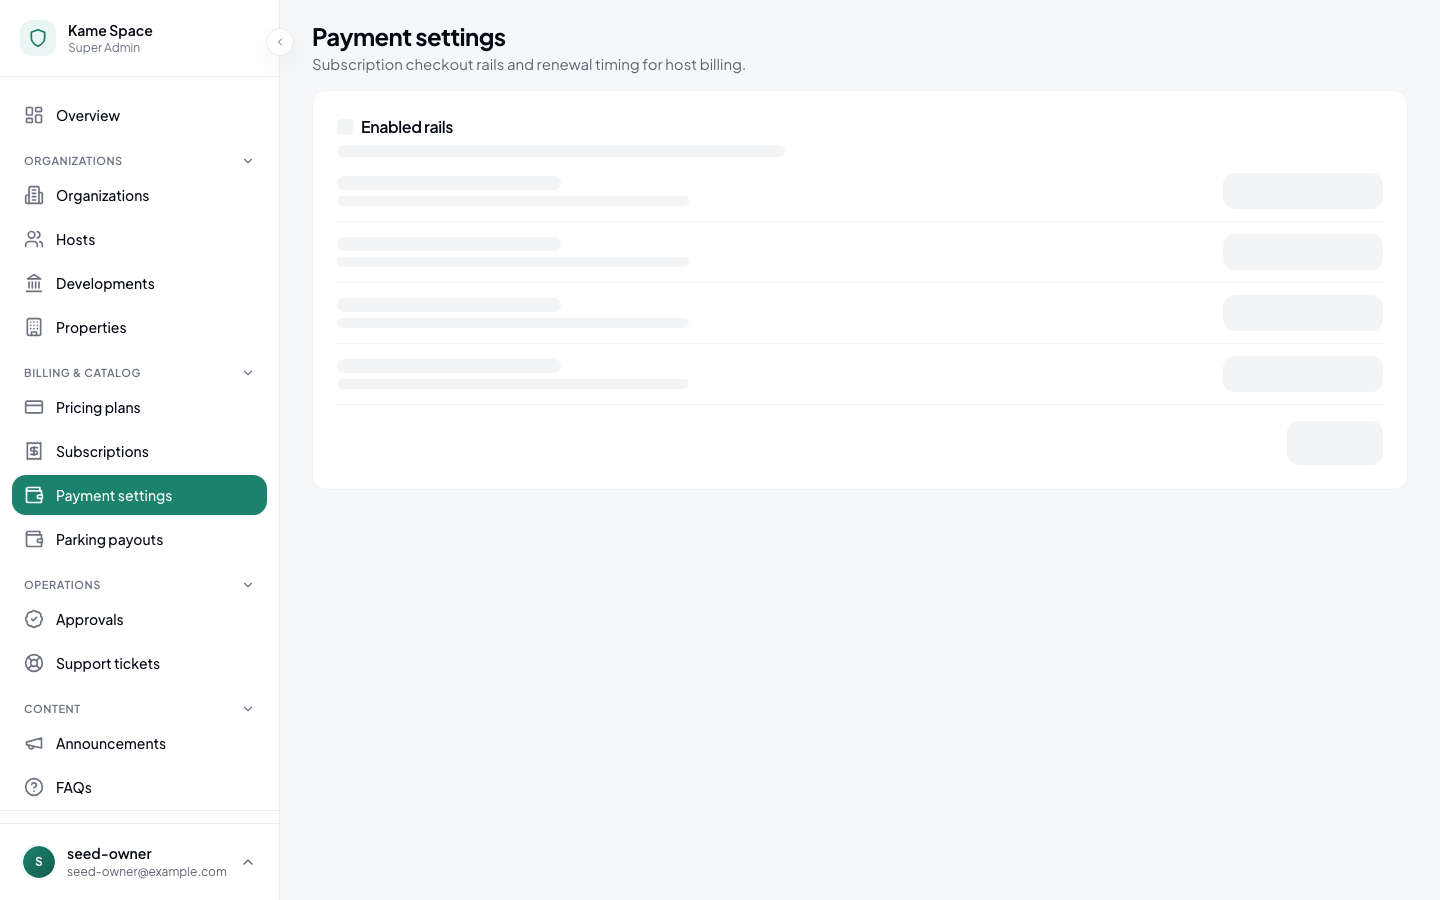 Kame Space
Super Admin
Overview
ORGANIZATIONS
Organizations
Hosts
Developments
Properties
BILLING & CATALOG
Pricing plans
Subscriptions
Payment settings
Parking payouts
OPERATIONS
Approvals
Support tickets
CONTENT
Announcements
FAQs
S
seed-owner
seed-owner@example.com
Payment settings
Subscription checkout rails and renewal timing for host billing.
Enabled rails